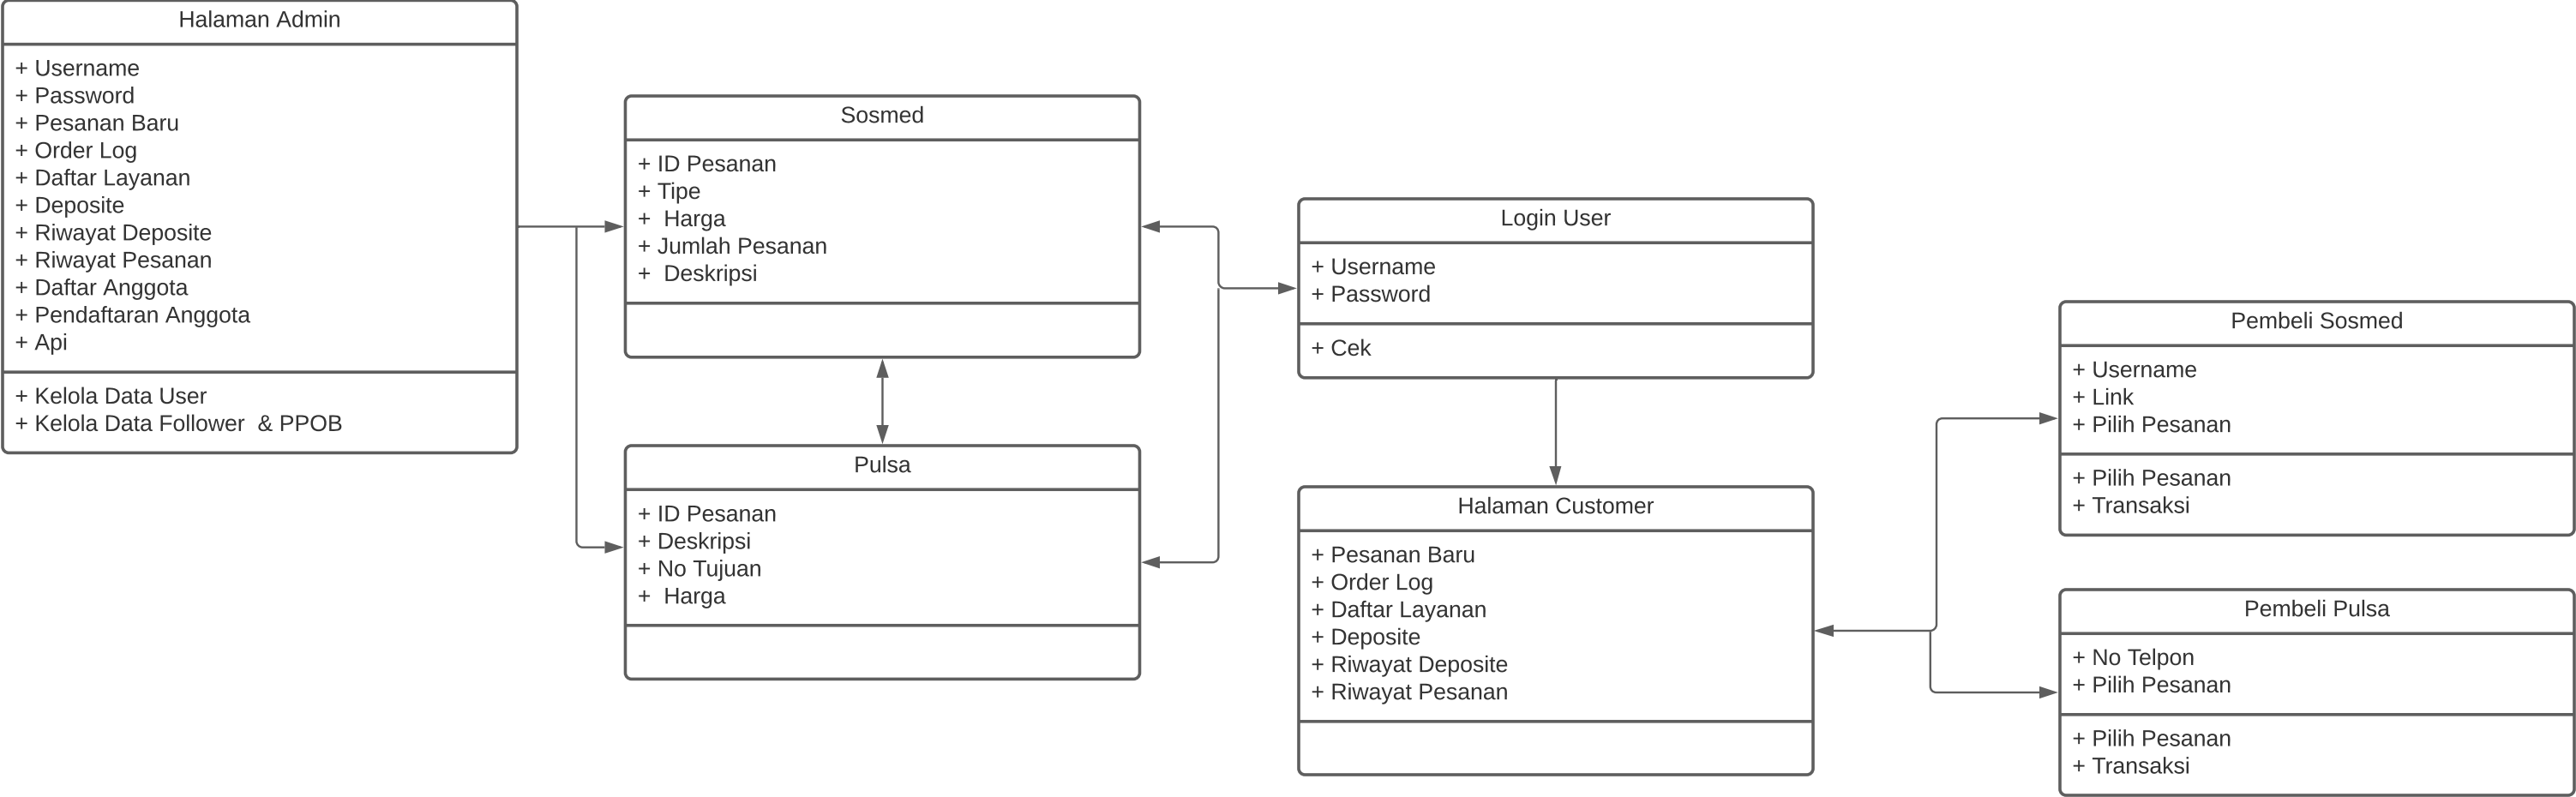 Halaman Admin
+ Username
+ Password
+ Pesanan Baru
+ Order Log
+ Daftar Layanan
+ Deposite
+ Riwayat Deposite
+ Riwayat Pesanan
+ Daftar Anggota
+ Pendaftaran Anggota
+ Api
+ Kelola Data User
+ Kelola Data Follower & PPOB
Sosmed
+ ID Pesanan
+ Tipe
+ Harga
+ Jumlah Pesanan
+ Deskripsi
Pulsa
+ ID Pesanan
+ Deskripsi
+ No Tujuan
+ Harga
Login User
+ Username
+ Password
+ Cek
Halaman Customer
+ Pesanan Baru
+ Order Log
+ Daftar Layanan
+ Deposite
+ Riwayat Deposite
+ Riwayat Pesanan
Pembeli Sosmed
+ Username
+ Link
+ Pilih Pesanan
+ Pilih Pesanan
+ Transaksi
Pembeli Pulsa
+ No Telpon
+ Pilih Pesanan
+ Pilih Pesanan
+ Transaksi